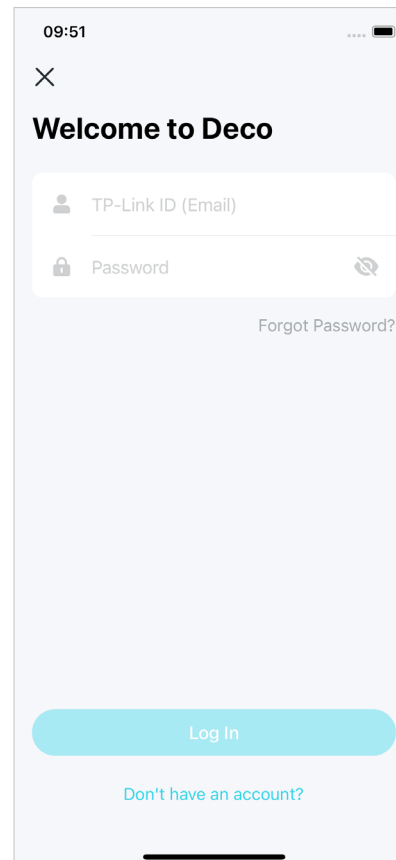 09:51
Welcome to Deco
TP-Link ID (Email)
Password
Forgot Password?
Log In
Don't have an account?